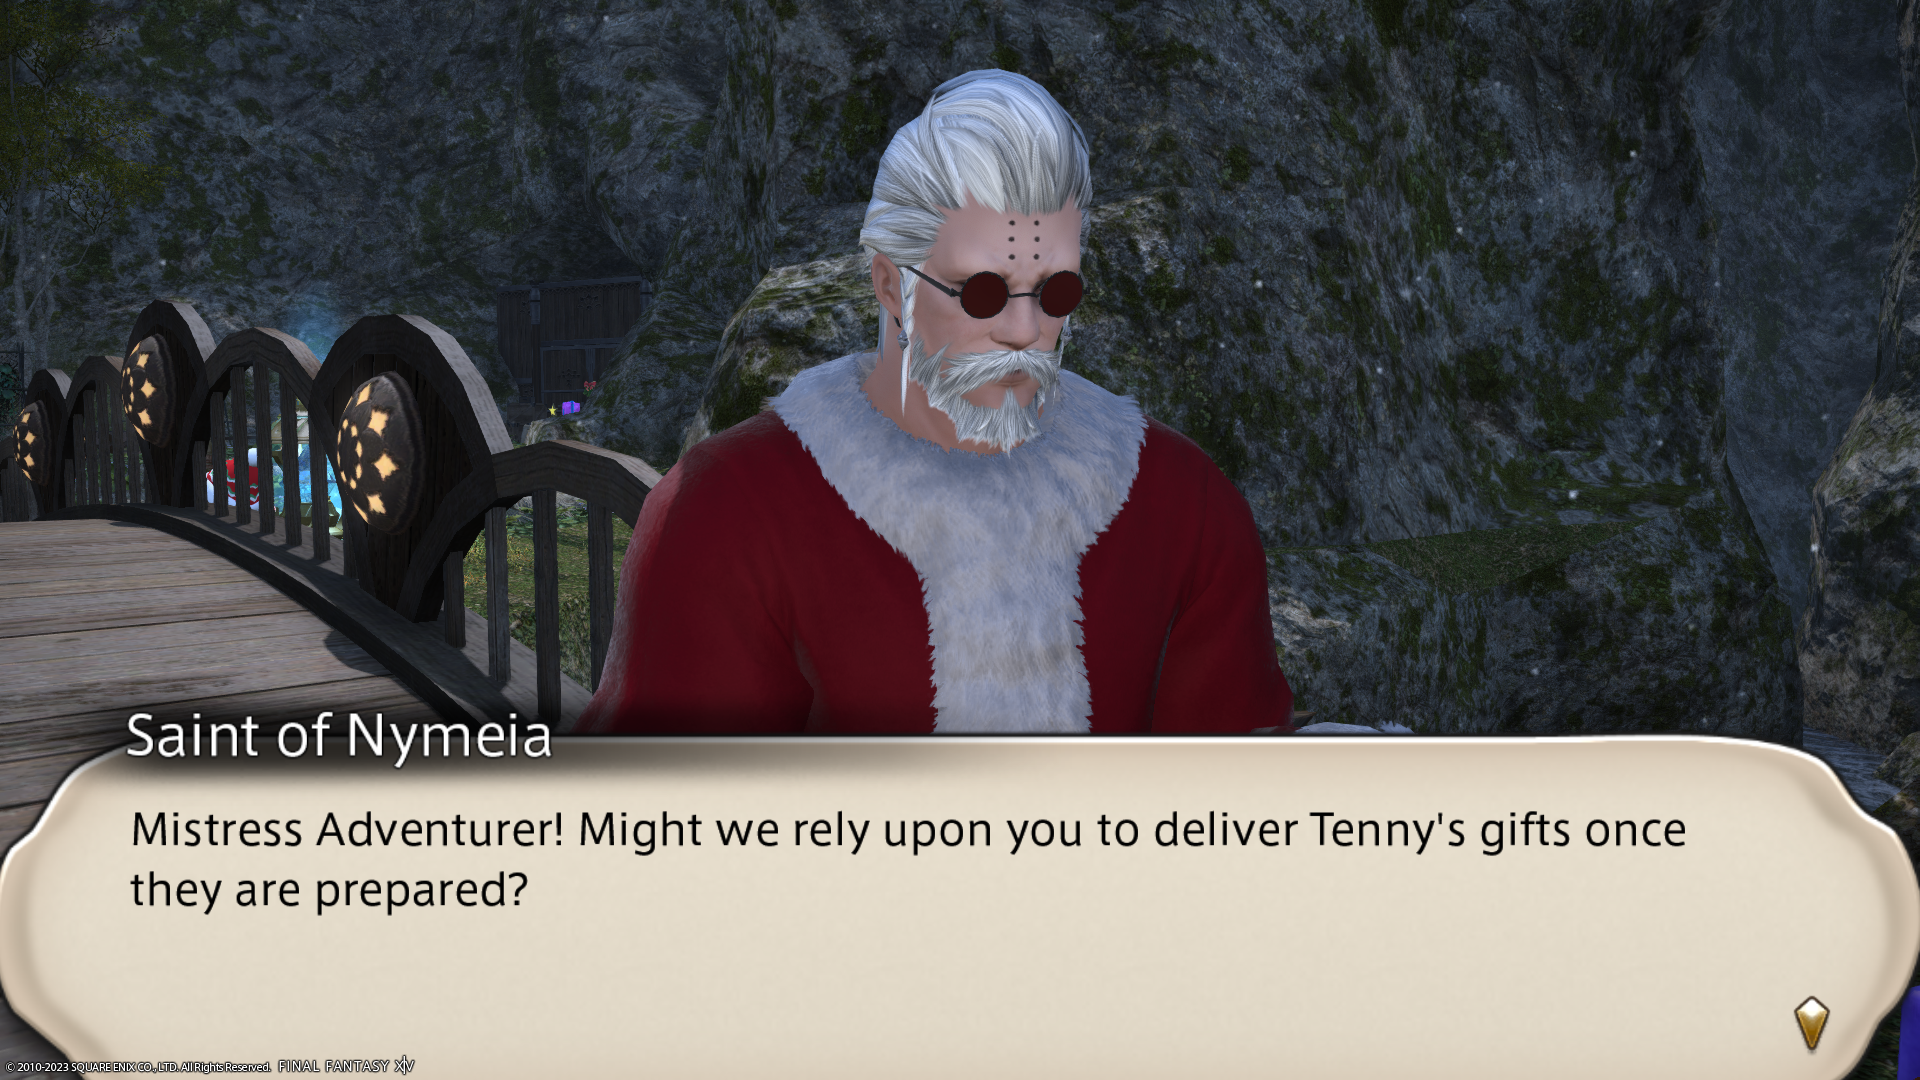 Saint of Nymeia
Mistress Adventurer! Might we rely upon you to deliver Tenny's gifts once
they are prepared?
© 2010-2023 SQUARE ENIX CO., LTD. All Rights Reserved. FINAL FANTASY XIV